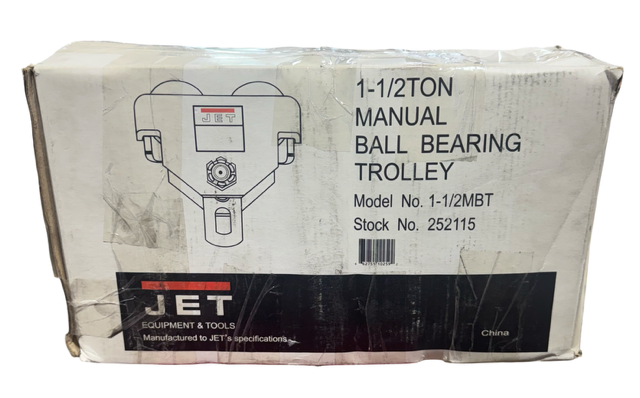 JET
1-1/2TON
MANUAL
BALL BEARING
TROLLEY
Model No. 1-1/2MBT
Stock No. 252115
JET
EQUIPMENT & TOOLS
Manufactured to JET's specifications
China